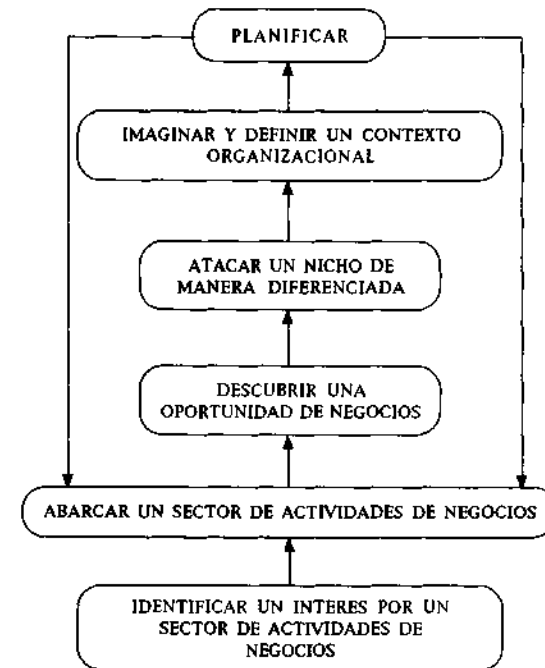 PLANIFICAR
IMAGINAR Y DEFINIR UN CONTEXTO
ORGANIZACIONAL
ATACAR UN NICHO DE
MANERA DIFERENCIADA
DESCUBRIR UNA
OPORTUNIDAD DE NEGOCIOS
ABARCAR UN SECTOR DE ACTIVIDADES DE NEGOCIOS
IDENTIFICAR UN INTERES POR UN
SECTOR DE ACTIVIDADES DE
NEGOCIOS